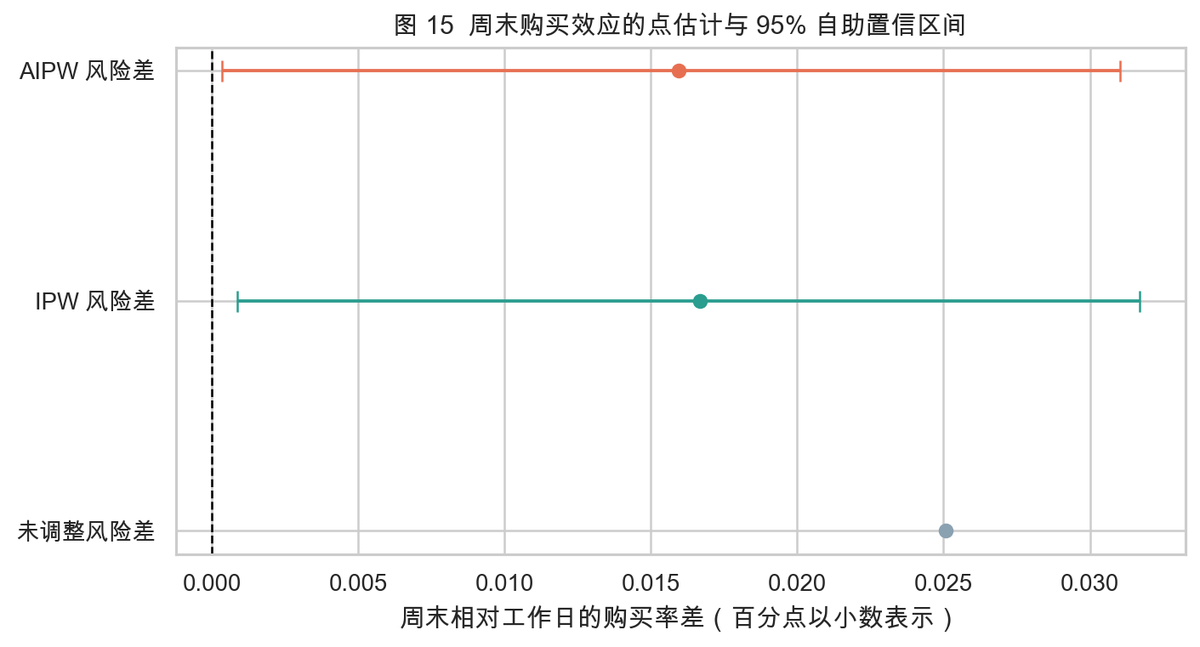 图 15  周末购买效应的点估计与 95% 自助置信区间
AIPW 风险差
IPW 风险差
未调整风险差
0.000 0.005 0.010 0.015 0.020 0.025 0.030
周末相对工作日的购买率差（百分点以小数表示）